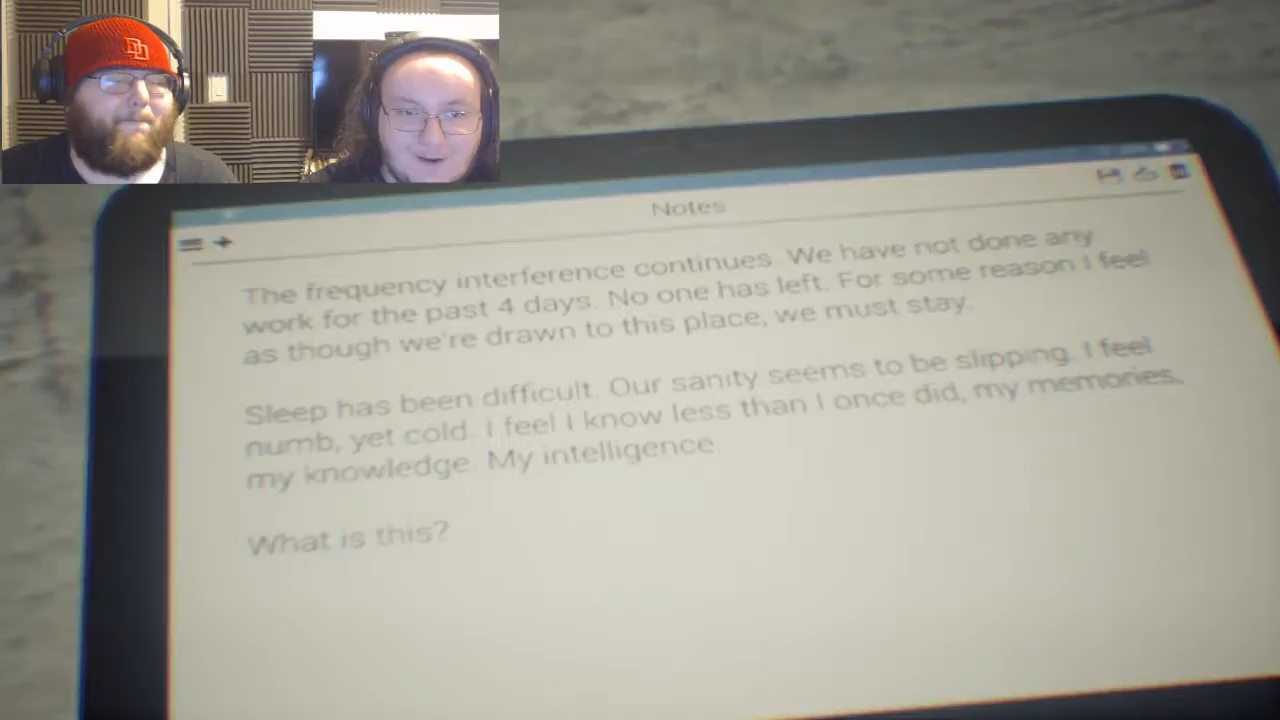 Notes
The frequency interference continues. We have not done any
work for the past 4 days. No one has left. For some reason I feel
as though we're drawn to this place, we must stay.
Sleep has been difficult. Our sanity seems to be slipping. I feel
numb, yet cold. I feel I know less than I once did, my memories,
my knowledge. My intelligence.
What is this?